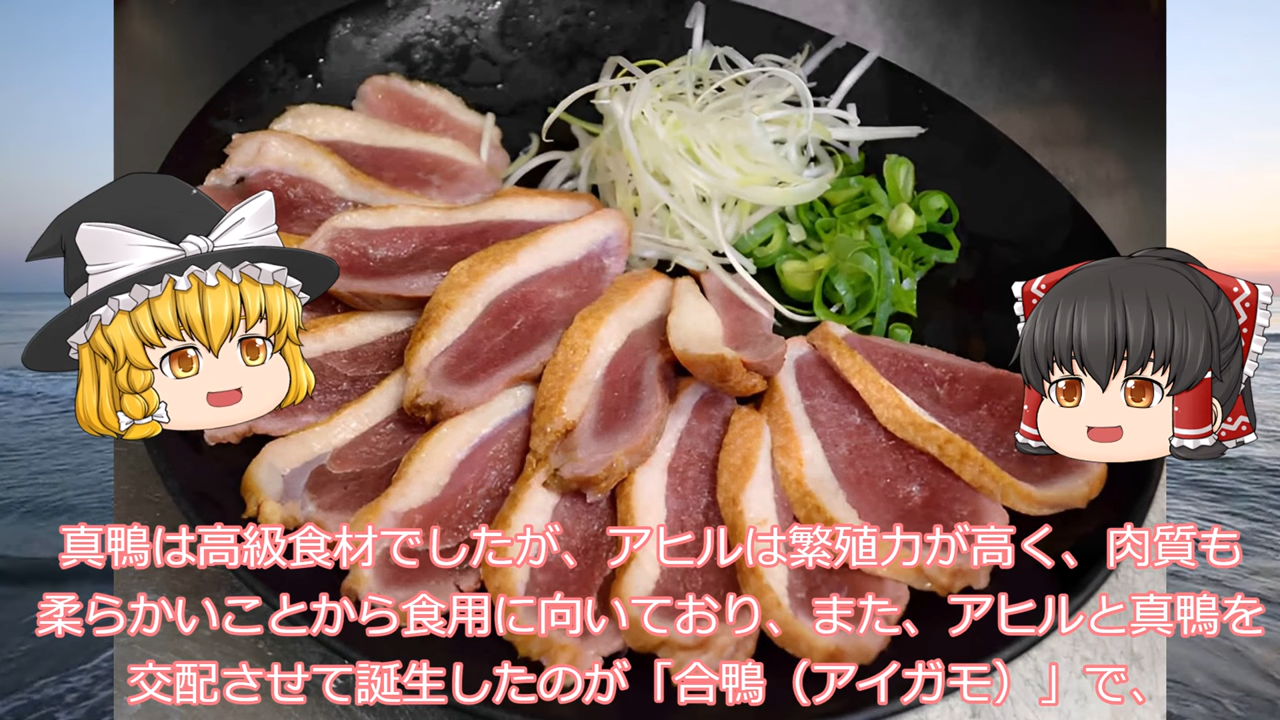 真鴨は高級食材でしたが、アヒルは繁殖力が高く、肉質も
柔らかいことから食用に向いており、また、アヒルと真鴨を
交配させて誕生したのが「合鴨（アイガモ）」で、